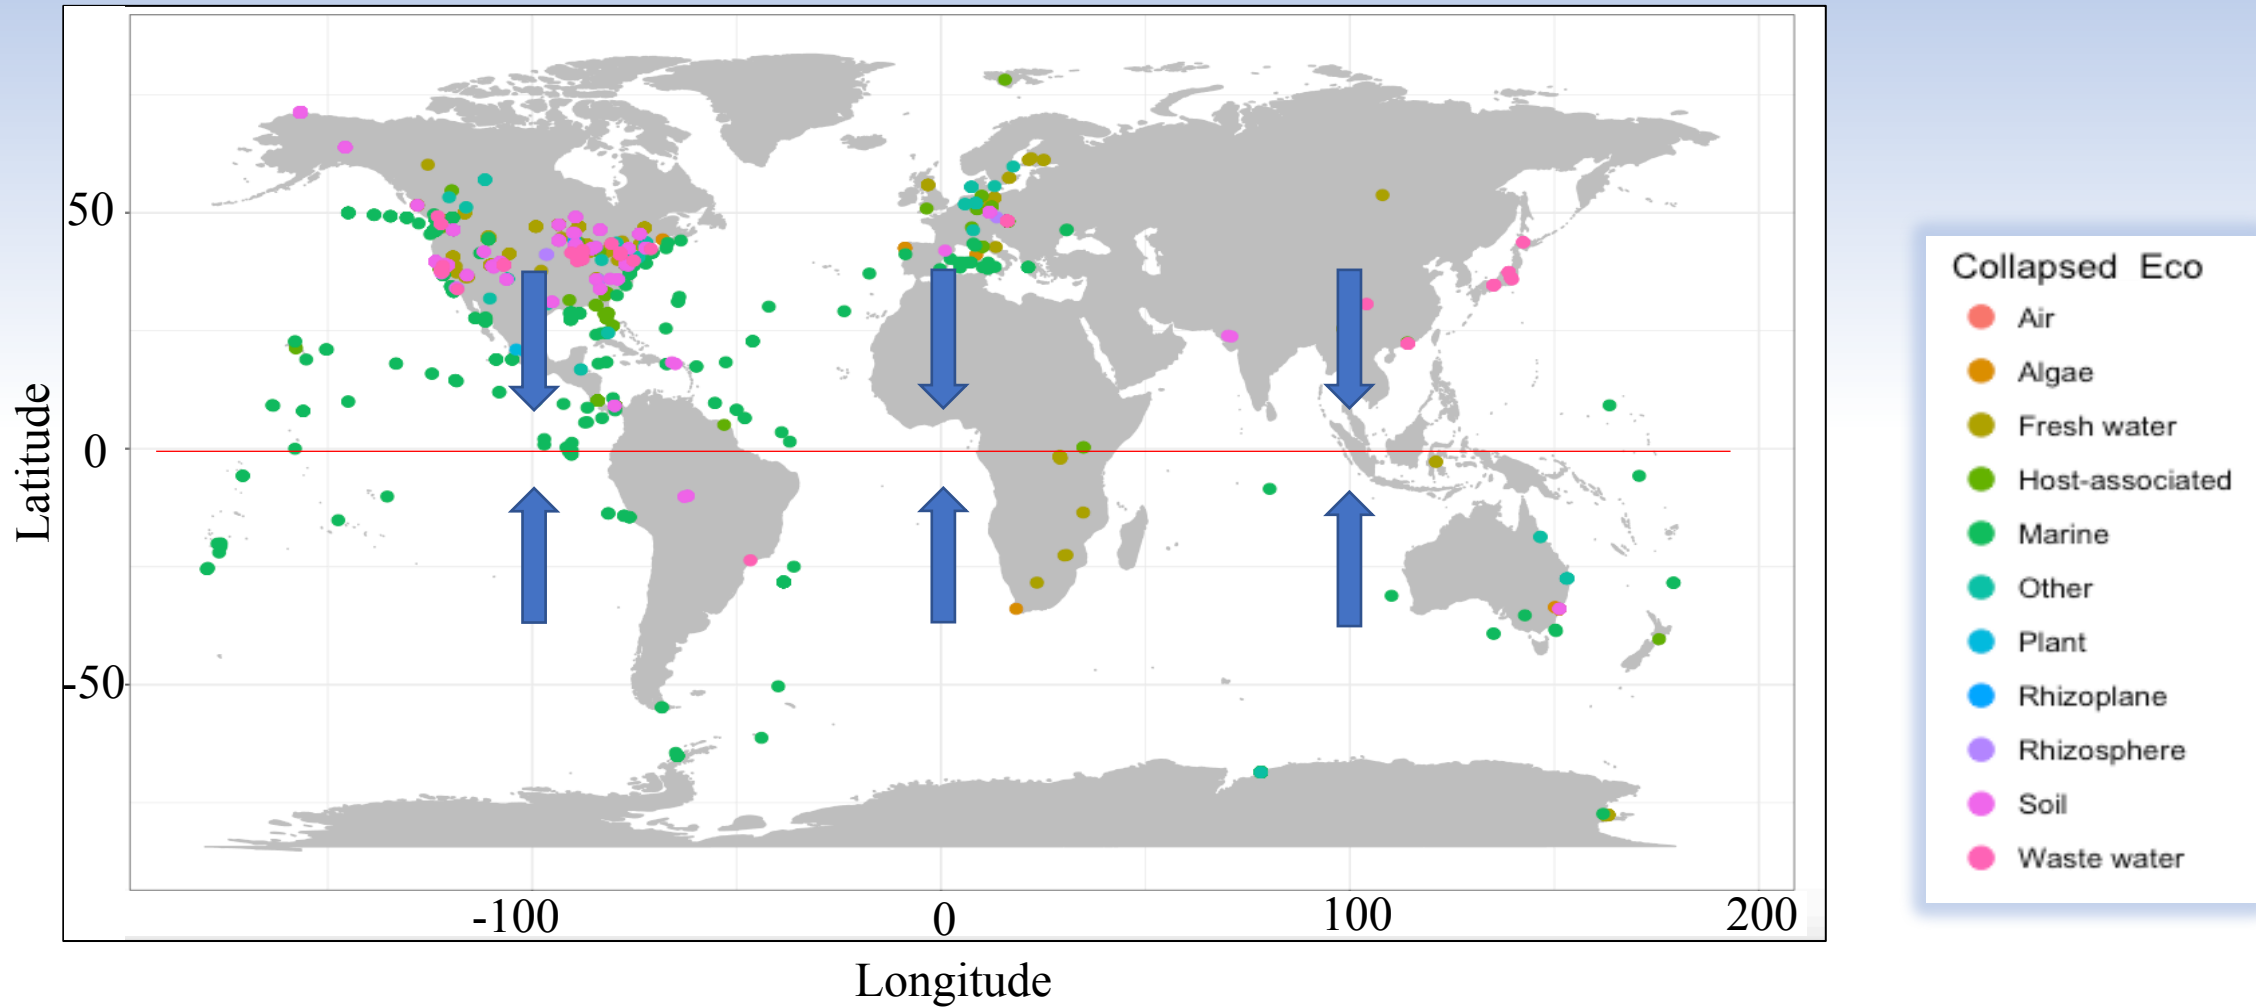 50
0
-50
Latitude
-100
0
100
200
Longitude
Collapsed Eco
Air
Algae
Fresh water
Host-associated
Marine
Other
Plant
Rhizoplane
Rhizosphere
Soil
Waste water